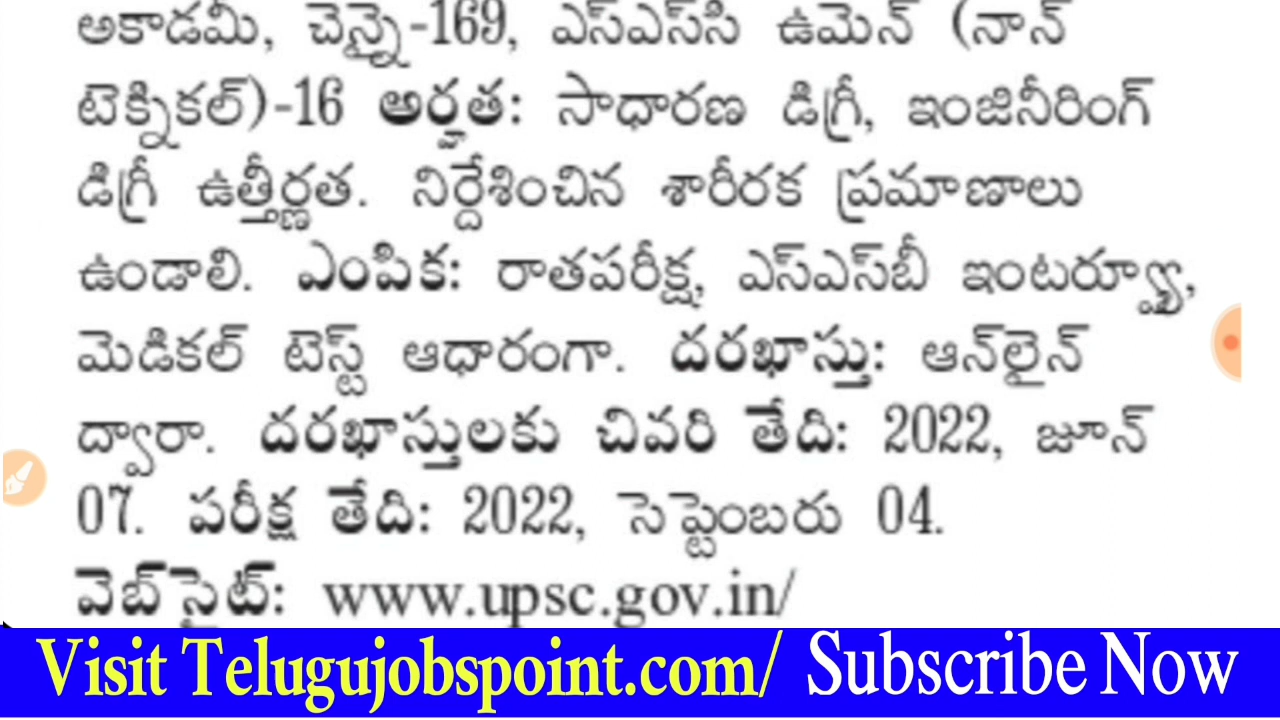 అకాడమీ, చెన్నై-169, ఎస్ఎస్‌సీ ఉమెన్ (నాన్
టెక్నికల్)-16 అర్హత: సాధారణ డిగ్రీ, ఇంజినీరింగ్
డిగ్రీ ఉత్తీర్ణత. నిర్దేశించిన శారీరక ప్రమాణాలు
ఉండాలి. ఎంపిక: రాతపరీక్ష, ఎస్ఎస్‌బీ ఇంటర్వ్యూ,
మెడికల్ టెస్ట్ ఆధారంగా. దరఖాస్తు: ఆన్‌లైన్
ద్వారా. దరఖాస్తులకు చివరి తేది: 2022, జూన్
07. పరీక్ష తేది: 2022, సెప్టెంబరు 04.
వెబ్‌సైట్: www.upsc.gov.in/
Visit Telugujobspoint.com/ Subscribe Now